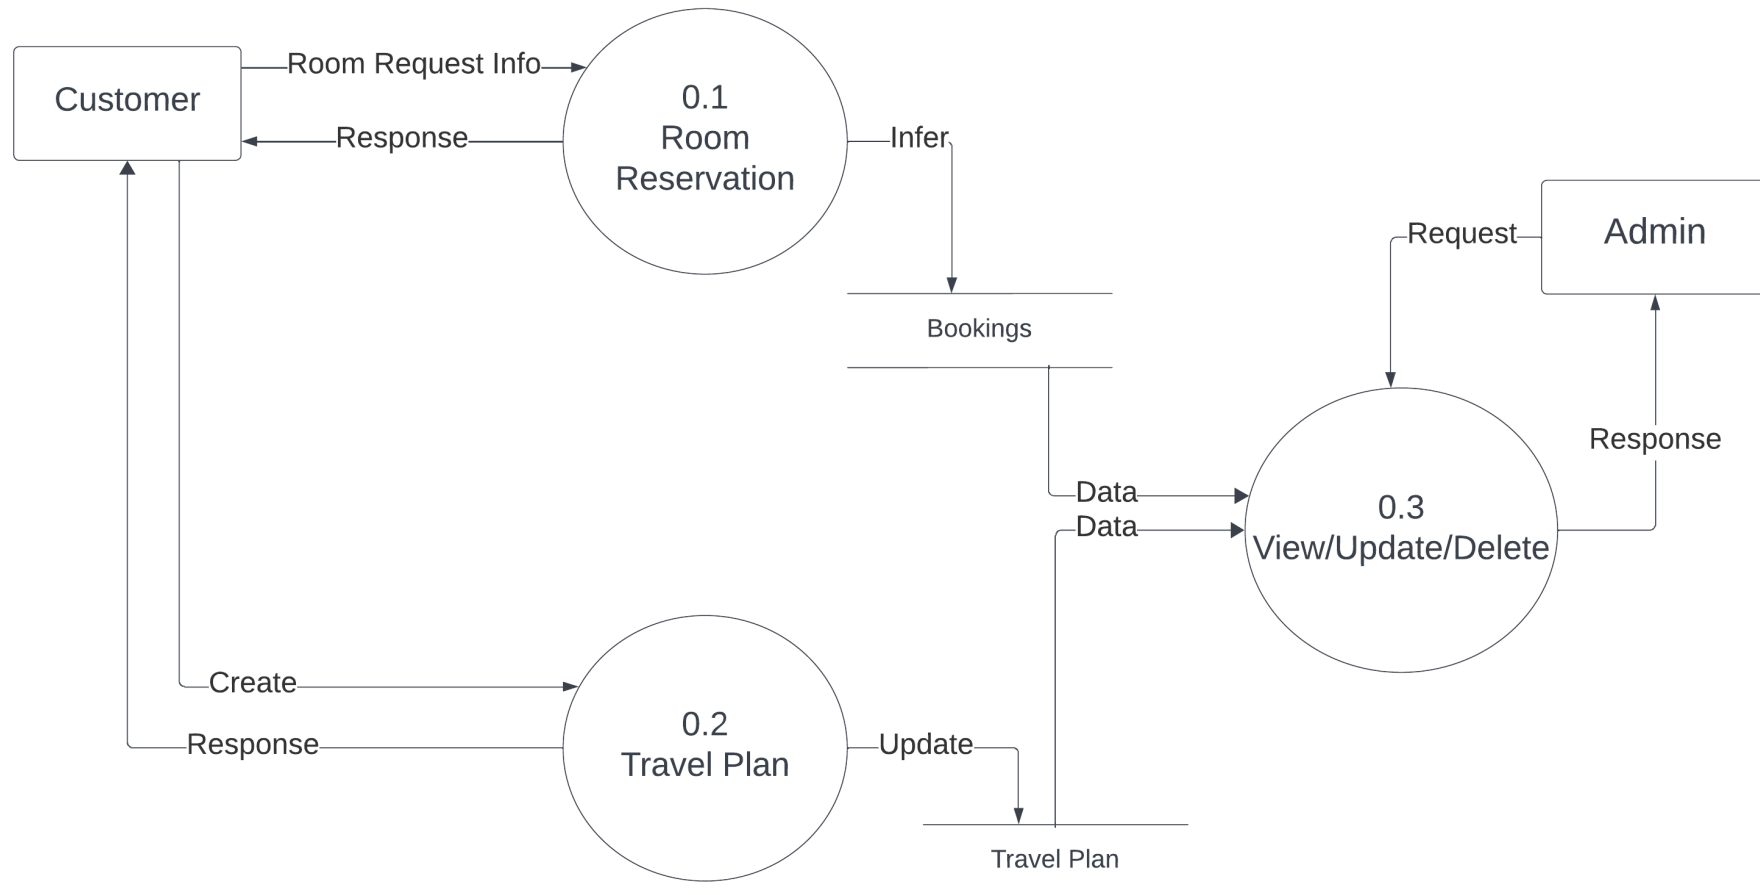 Customer
Room Request Info
Response
0.1
Room
Reservation
Infer
Bookings
Admin
Request
Response
Data
Data
0.3
View/Update/Delete
Create
Response
0.2
Travel Plan
Update
Travel Plan